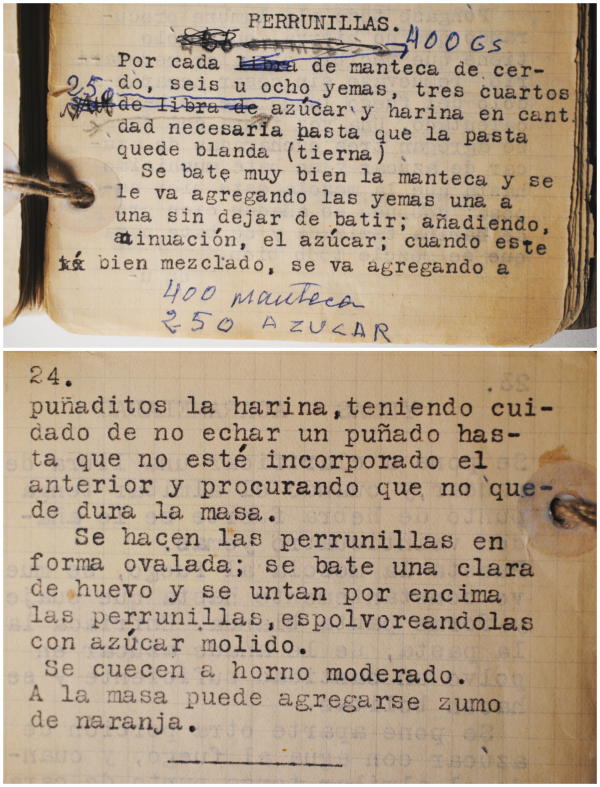 PERRUNILLAS.
400 GS
Por cada libra de manteca de cer-
do, seis u ocho yemas, tres cuartos
250
de libra de azúcar y harina en cant.
dad necesaria hasta que la pasta
quede blanda (tierna)
Se bate muy bien la manteca y se
le va agregando las yemas una a
una sin dejar de batir; añadiendo,
tinuación, el azúcar; cuando este
tá bien mezclado, se va agregando a
400 manteca
250 AZUCAR
24.
puñaditos la harina, teniendo cui-
dado de no echar un puñado has-
ta que no esté incorporado el
anterior y procurando que no que-
de dura la masa.
Se hacen las perrunillas en
forma ovalada; se bate una clara
de huevo y se untan por encima
las perrunillas, espolvoreandolas
con azúcar molido.
Se cuecen a horno moderado.
A la masa puede agregarse zumo
de naranja.